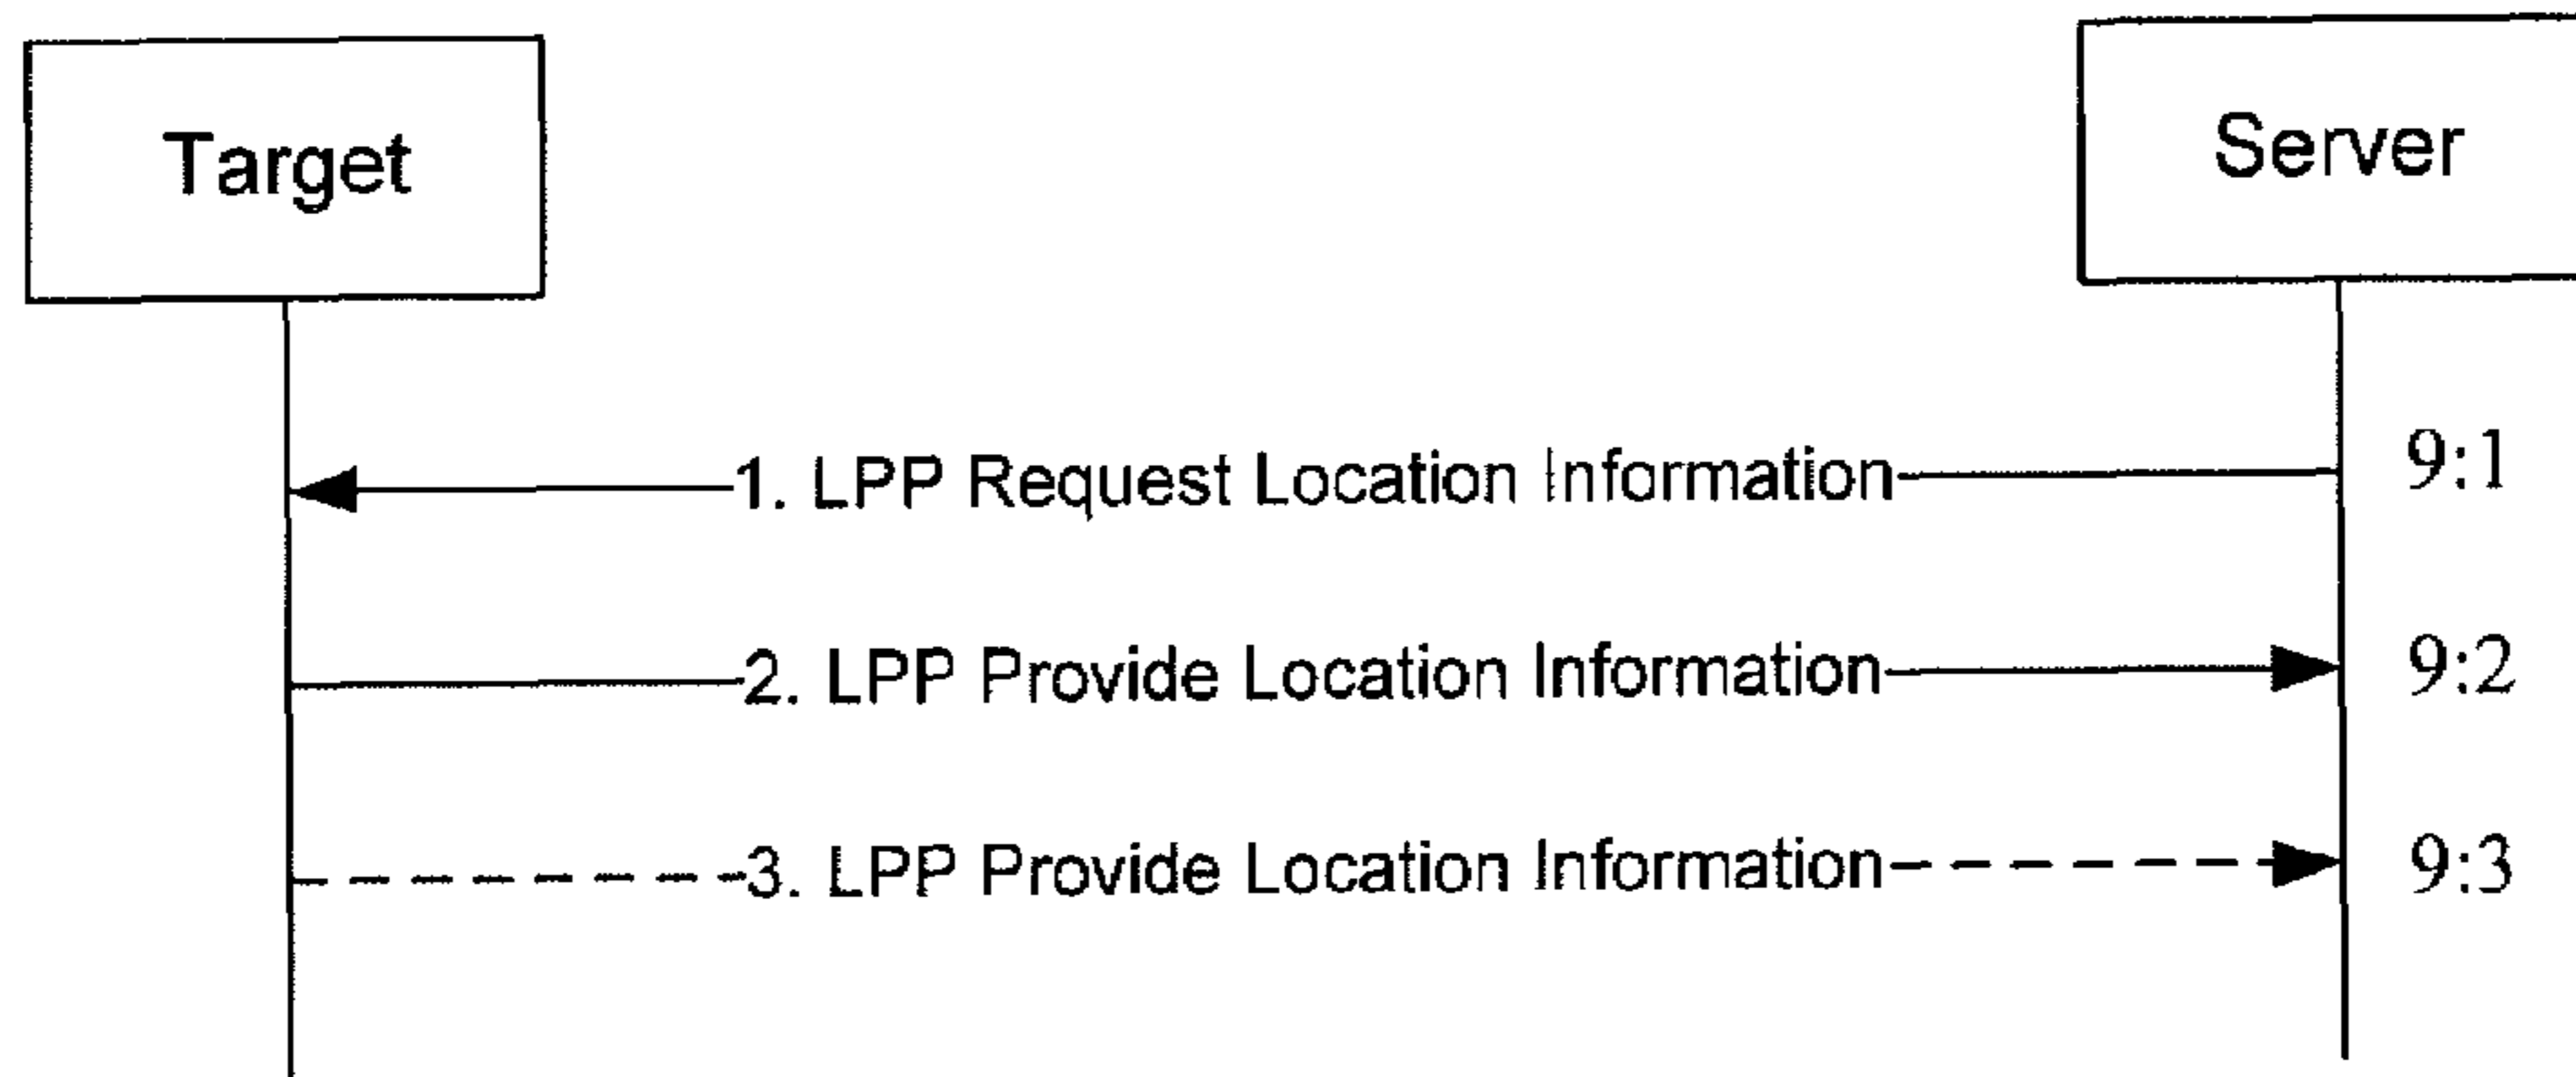 Target
Server
1. LPP Request Location Information
9:1
2. LPP Provide Location Information
9:2
3. LPP Provide Location Information
9:3